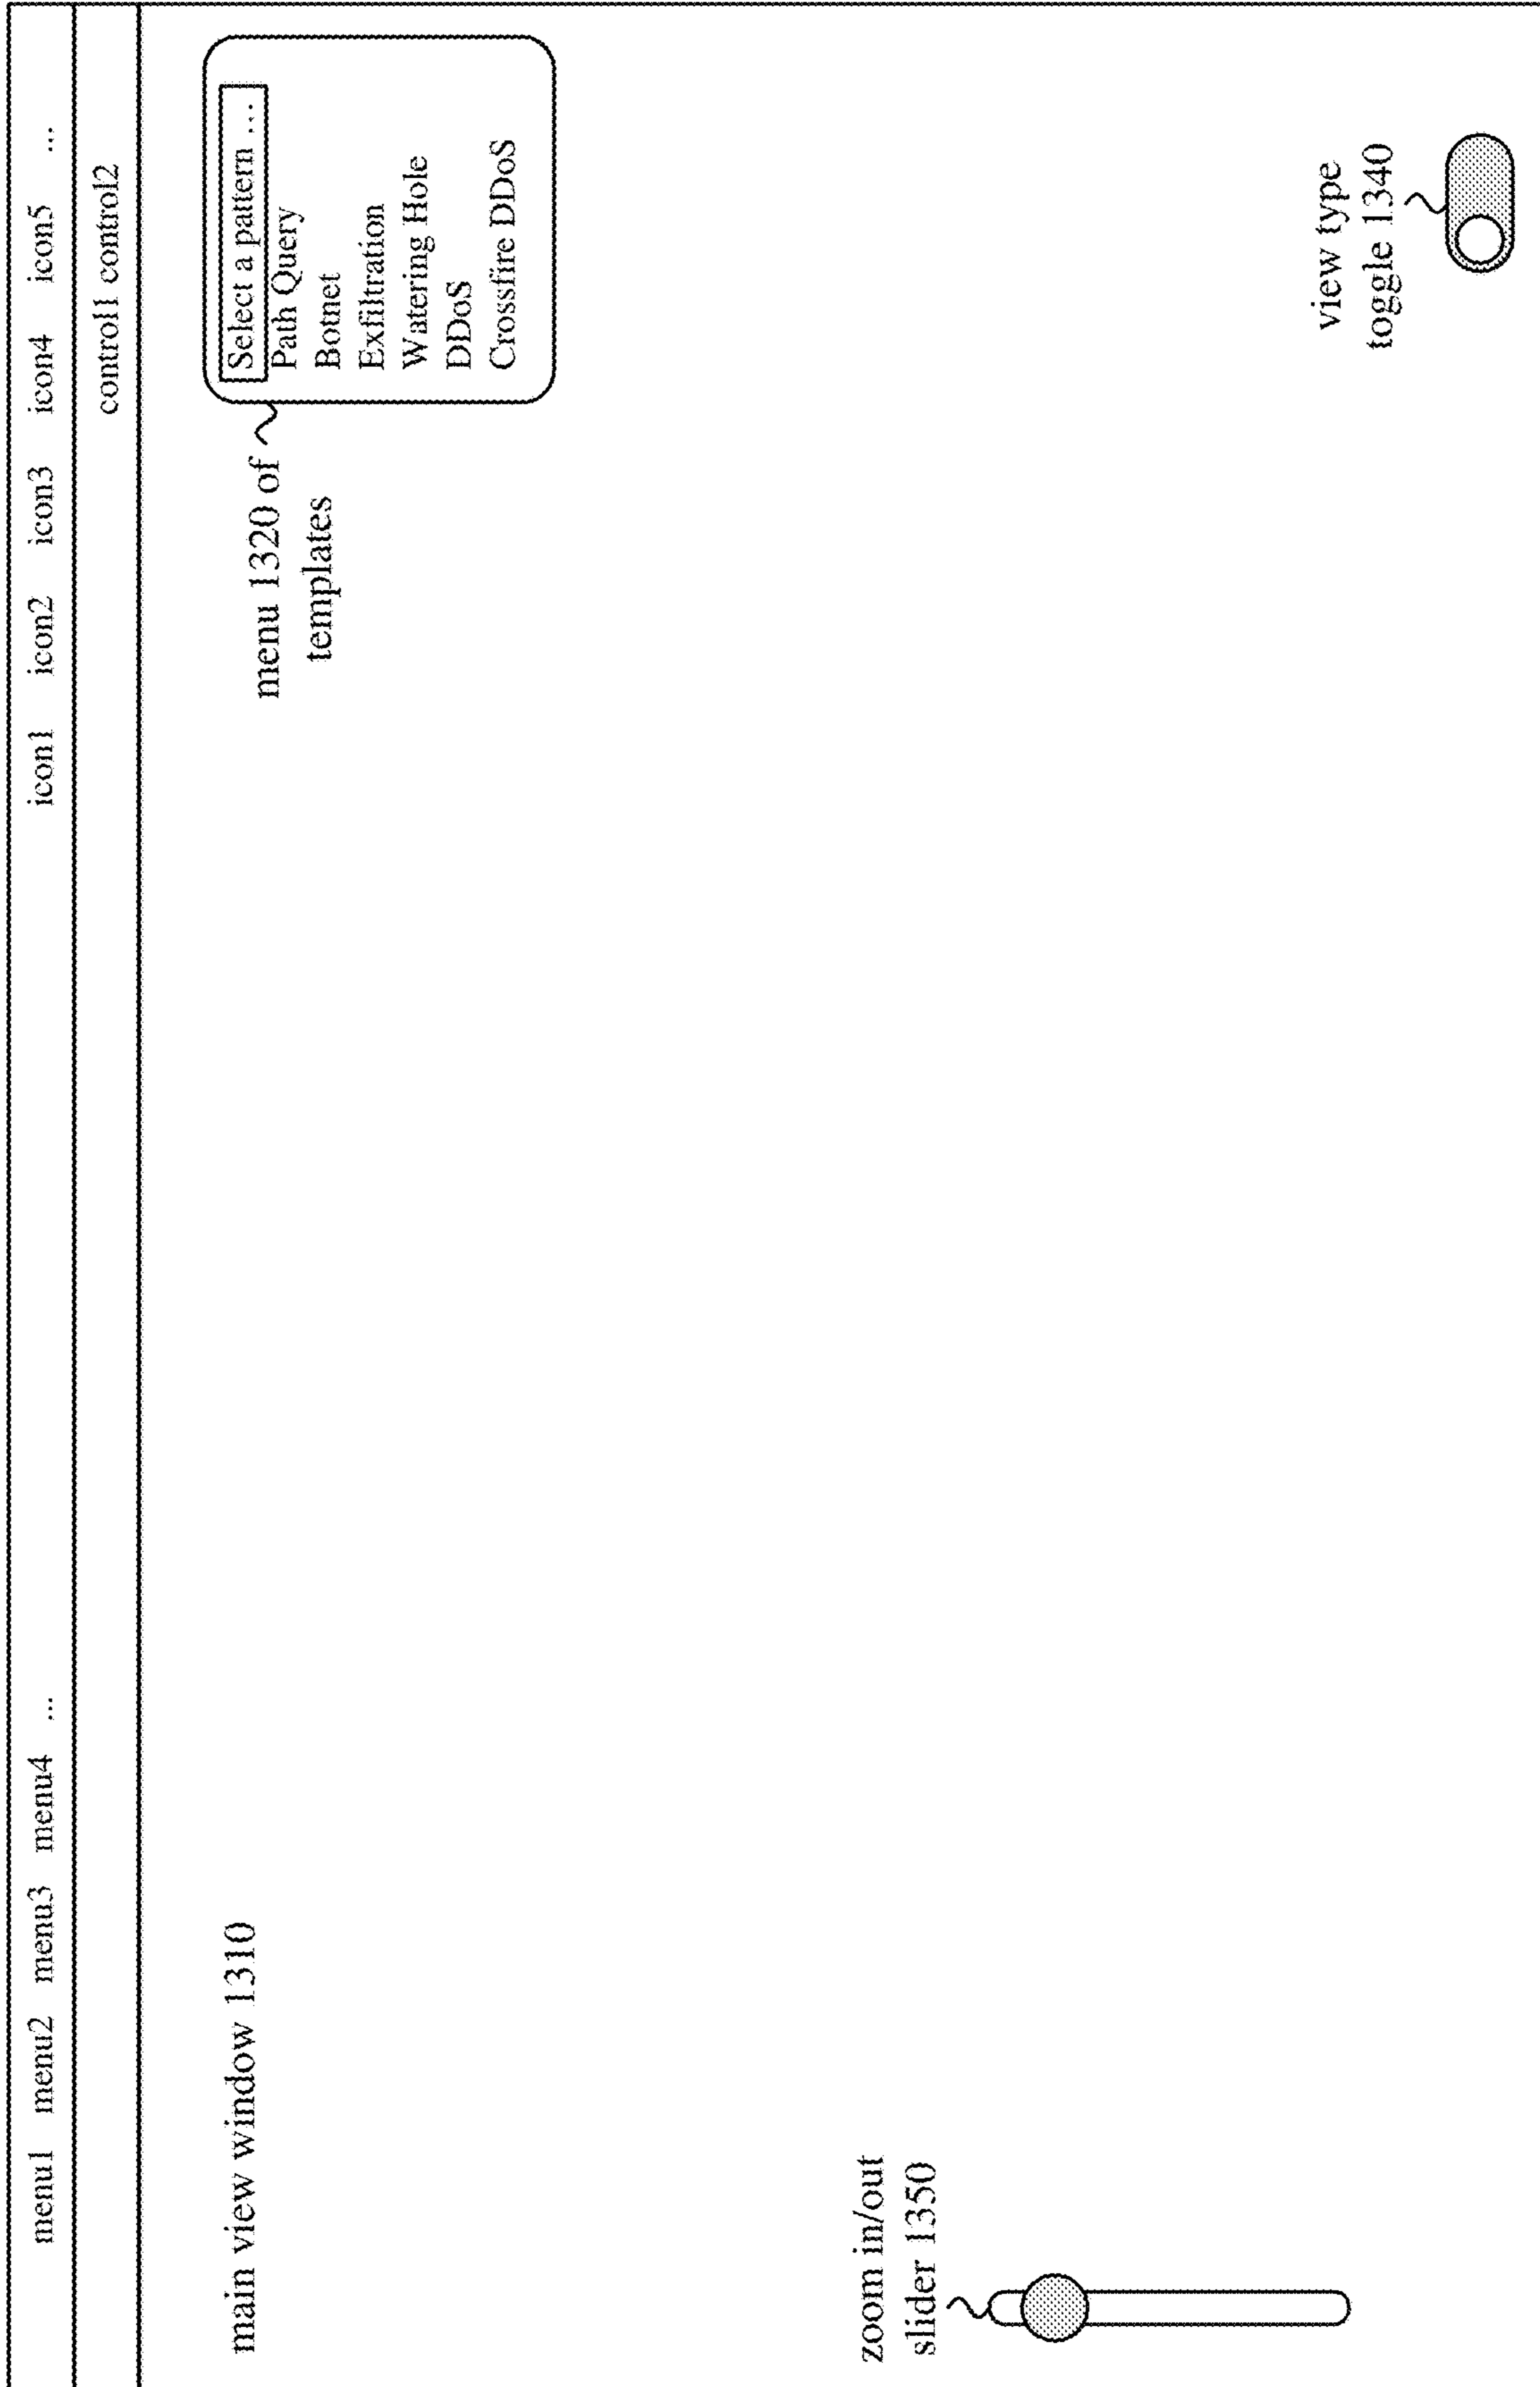 menu1 menu2 menu3 menu4 ... icon1 icon2 icon3 icon4 icon5 ...
control1 control2
main view window 1310
menu 1320 of
templates
Select a pattern ...
Path Query
Botnet
Exfiltration
Watering Hole
DDoS
Crossfire DDoS
zoom in/out
slider 1350
view type
toggle 1340